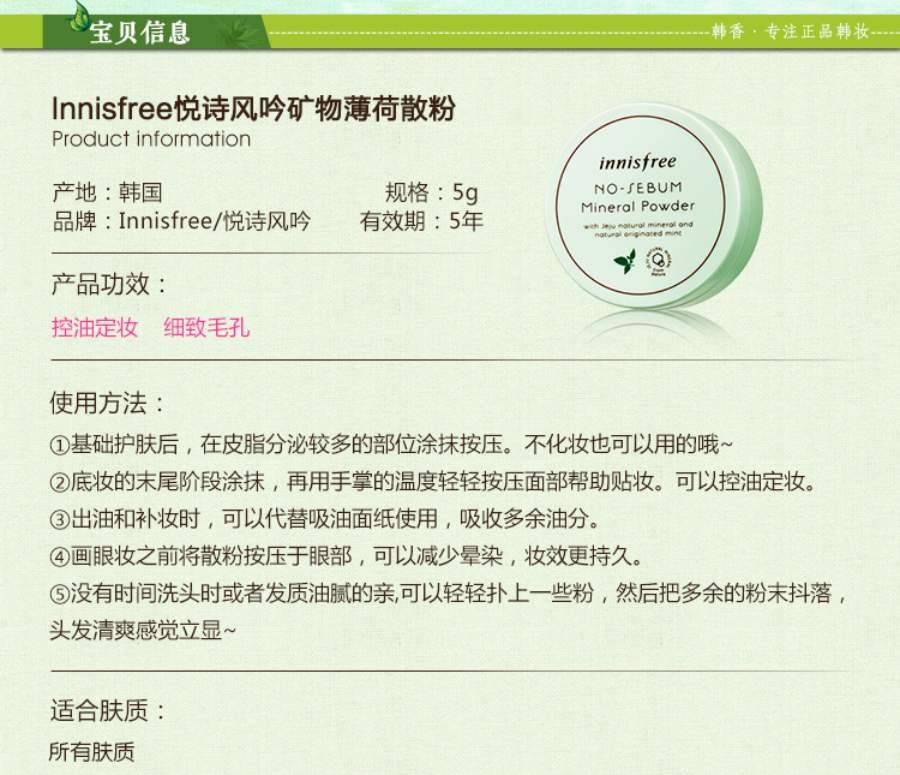 宝贝信息
韩香·专注正品韩妆
Innisfree悦诗风吟矿物薄荷散粉
Product information
产地：韩国 规格：5g
品牌：Innisfree/悦诗风吟 有效期：5年
产品功效：
控油定妆 细致毛孔
innisfree
NO-SEBUM
Mineral Powder
with Jeju natural mineral and
natural originated mint
使用方法：
①基础护肤后，在皮脂分泌较多的部位涂抹按压。不化妆也可以用的哦~
②底妆的末尾阶段涂抹，再用手掌的温度轻轻按压面部帮助贴妆。可以控油定妆。
③出油和补妆时，可以代替吸油面纸使用，吸收多余油分。
④画眼妆之前将散粉按压于眼部，可以减少晕染，妆效更持久。
⑤没有时间洗头时或者发质油腻的亲,可以轻轻扑上一些粉，然后把多余的粉末抖落，
头发清爽感觉立显~
适合肤质：
所有肤质